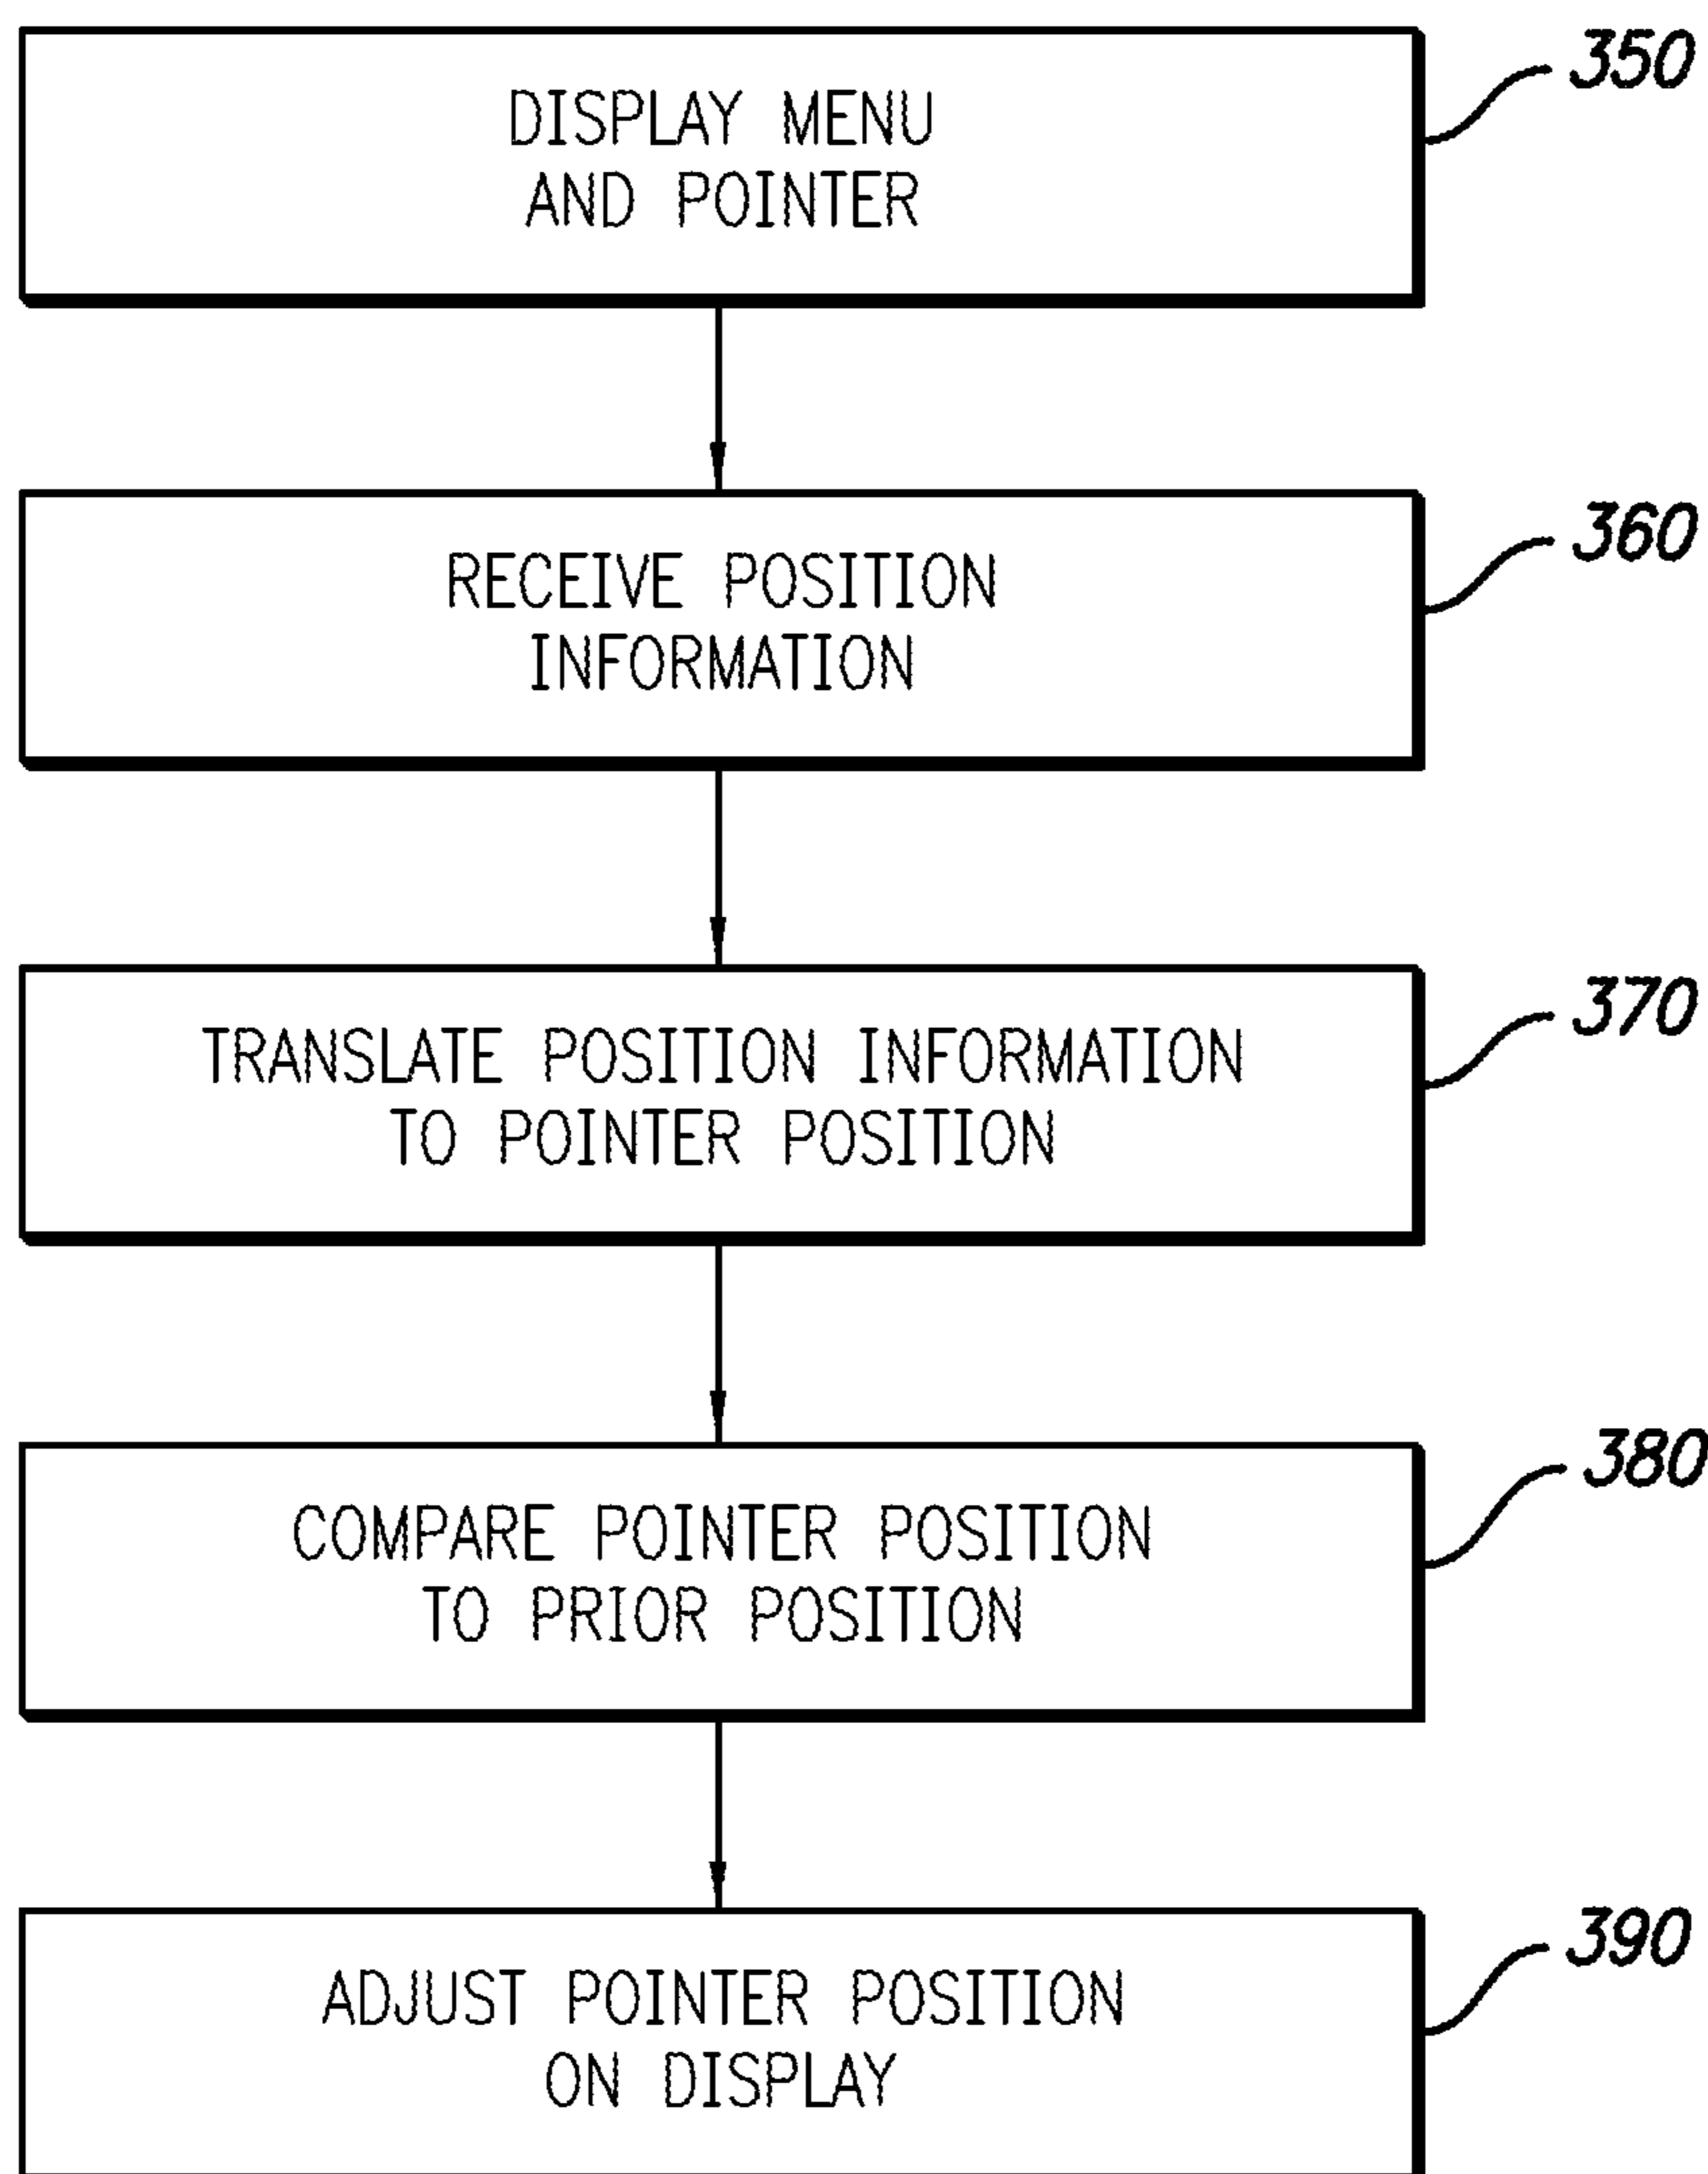 DISPLAY MENU
AND POINTER
350
RECEIVE POSITION
INFORMATION
360
TRANSLATE POSITION INFORMATION
TO POINTER POSITION
370
COMPARE POINTER POSITION
TO PRIOR POSITION
380
ADJUST POINTER POSITION
ON DISPLAY
390